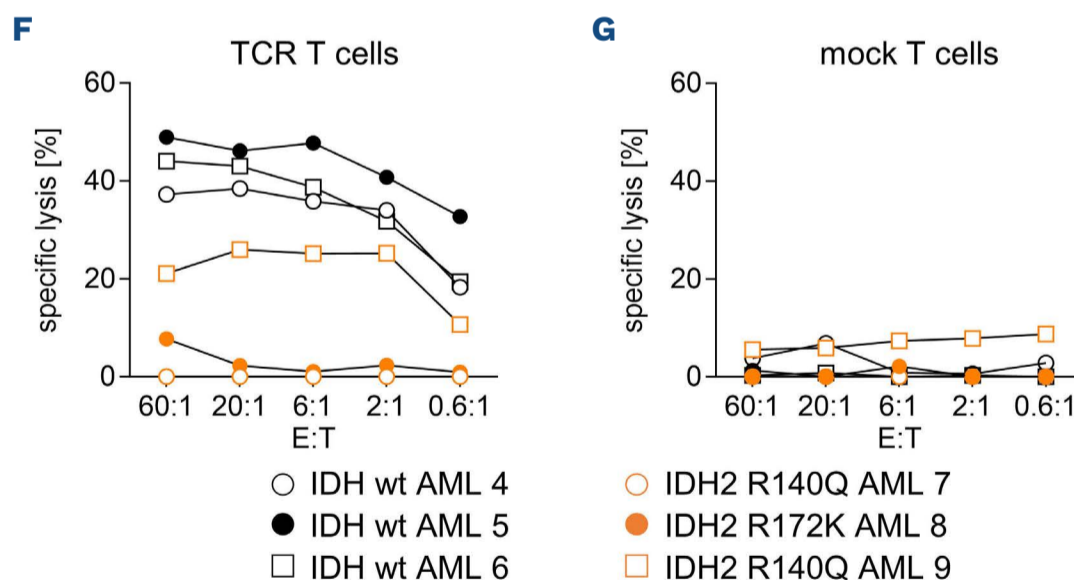 F
TCR T cells
specific lysis [%]
60
40
20
0
60:1 20:1 6:1 2:1 0.6:1
E:T
G
mock T cells
specific lysis [%]
60
40
20
0
60:1 20:1 6:1 2:1 0.6:1
E:T
IDH wt AML 4
IDH wt AML 5
IDH wt AML 6
IDH2 R140Q AML 7
IDH2 R172K AML 8
IDH2 R140Q AML 9